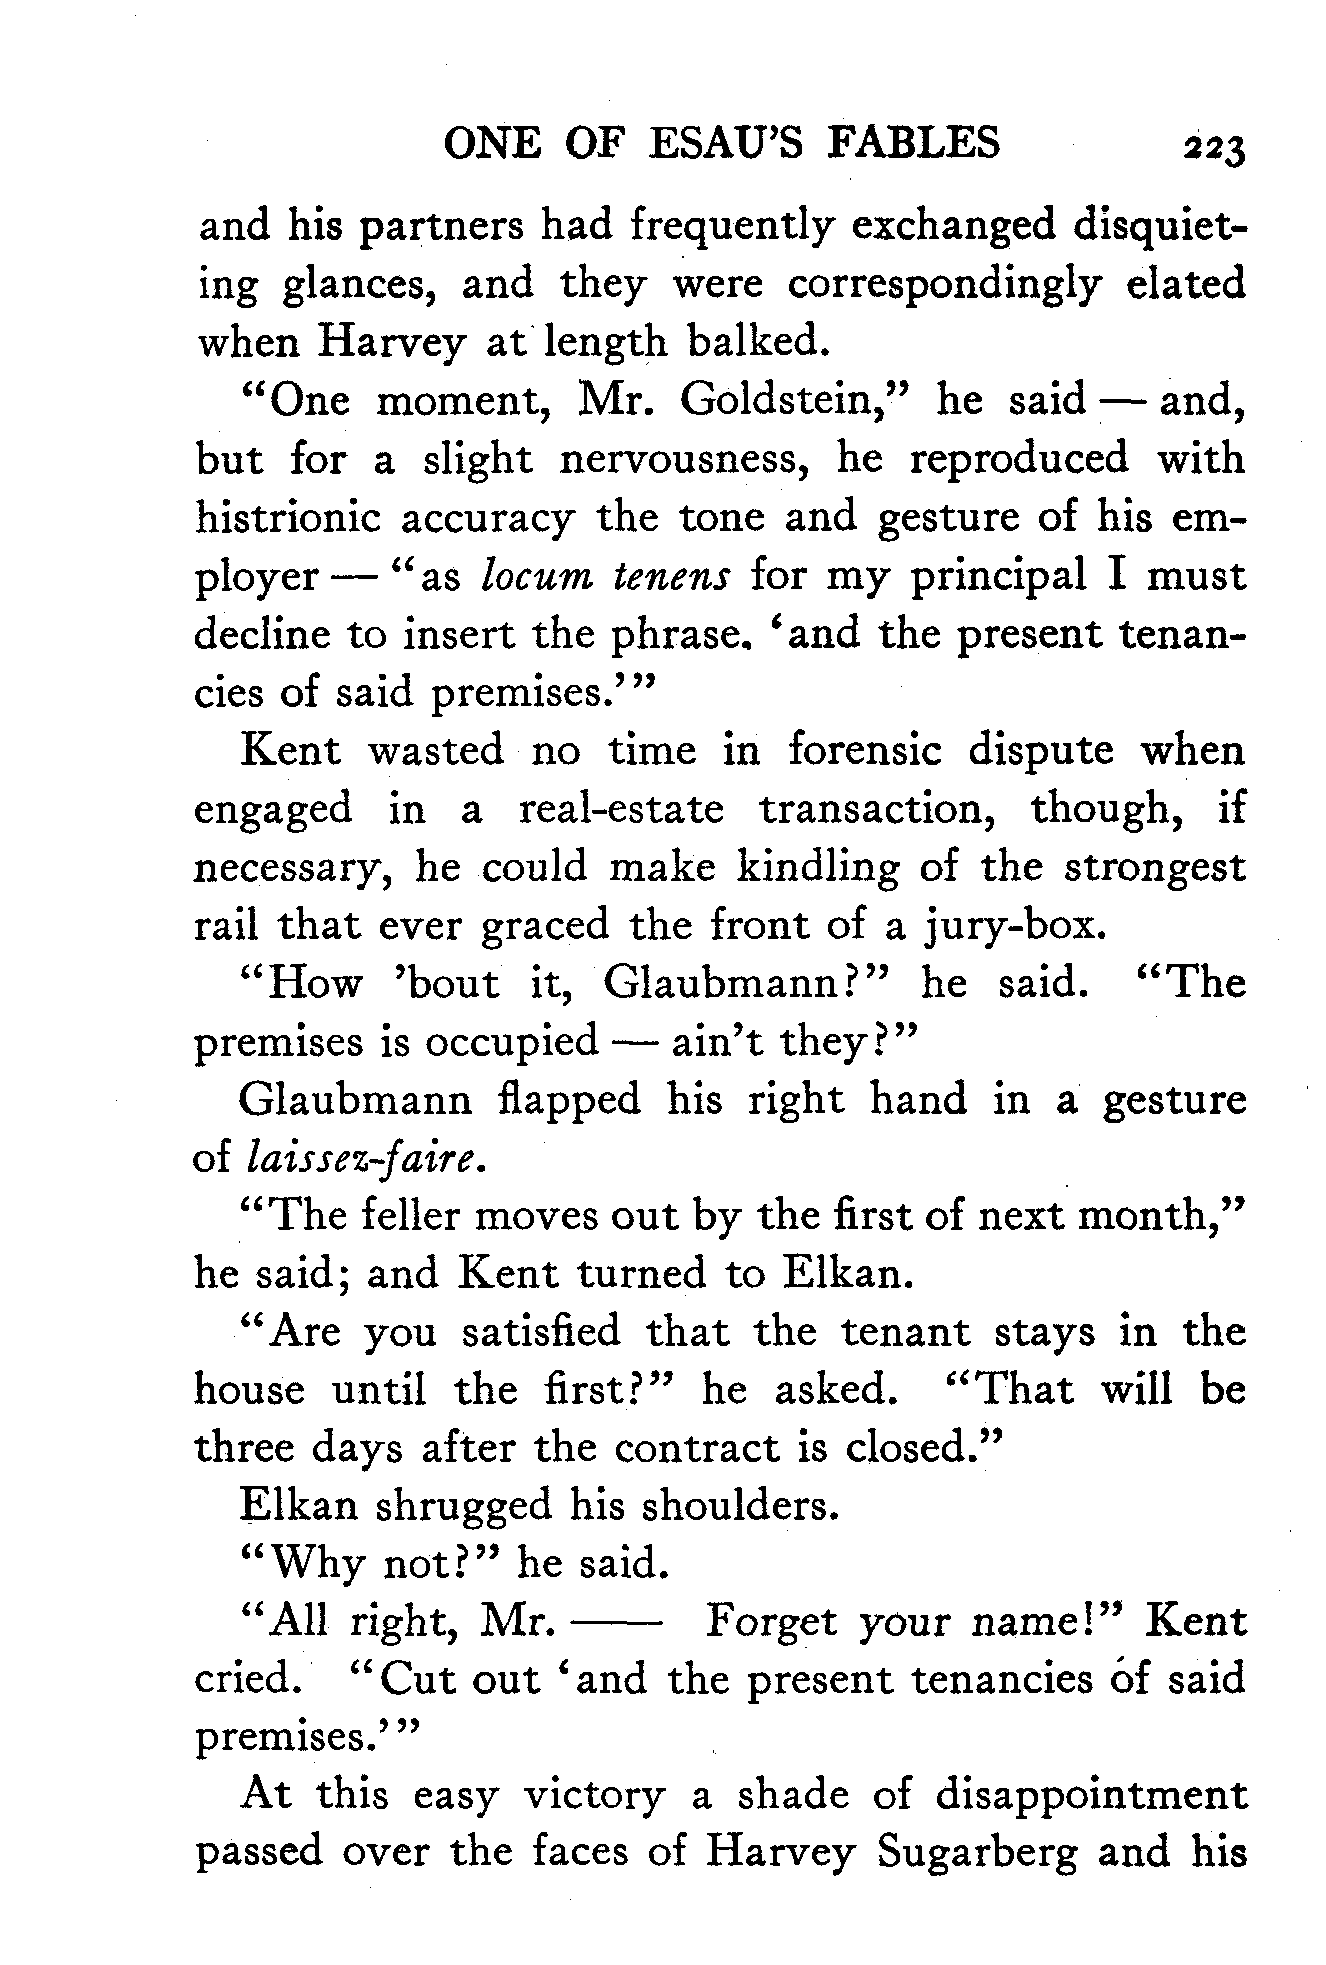 ONE OF ESAU'S FABLES 223
and his partners had frequently exchanged disquiet-
ing glances, and they were correspondingly elated
when Harvey at length balked.
“One moment, Mr. Goldstein,” he said — and,
but for a slight nervousness, he reproduced with
histrionic accuracy the tone and gesture of his em-
ployer — “as locum tenens for my principal I must
decline to insert the phrase. ‘and the present tenan-
cies of said premises.’”
Kent wasted no time in forensic dispute when
engaged in a real-estate transaction, though, if
necessary, he could make kindling of the strongest
rail that ever graced the front of a jury-box.
“How ’bout it, Glaubmann?” he said. “The
premises is occupied — ain’t they?”
Glaubmann flapped his right hand in a gesture
of laissez-faire.
“The feller moves out by the first of next month,”
he said; and Kent turned to Elkan.
“Are you satisfied that the tenant stays in the
house until the first?” he asked. “That will be
three days after the contract is closed.”
Elkan shrugged his shoulders.
“Why not?” he said.
“All right, Mr. —— Forget your name!” Kent
cried. “Cut out ‘and the present tenancies of said
premises.’”
At this easy victory a shade of disappointment
passed over the faces of Harvey Sugarberg and his